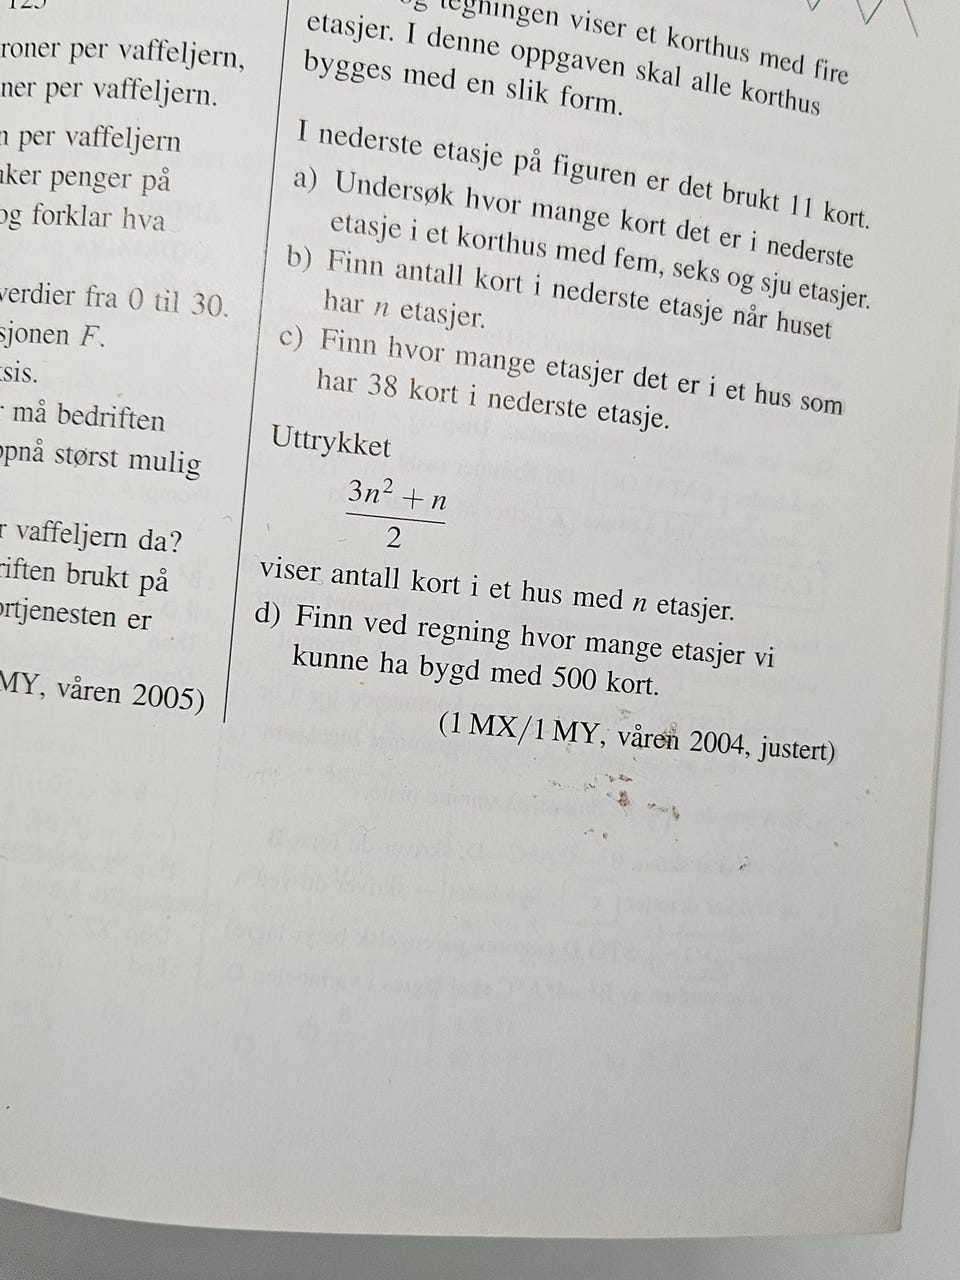 125
roner per vaffeljern,
ner per vaffeljern.
n per vaffeljern
ker penger på
og forklar hva
verdier fra 0 til 30.
sjonen F.
sis.
må bedriften
opnå størst mulig
r vaffeljern da?
riften brukt på
ortjenesten er
MY, våren 2005)
og tegningen viser et korthus med fire
etasjer. I denne oppgaven skal alle korthus
bygges med en slik form.
I nederste etasje på figuren er det brukt 11 kort.
a) Undersøk hvor mange kort det er i nederste
etasje i et korthus med fem, seks og sju etasjer.
b) Finn antall kort i nederste etasje når huset
har n etasjer.
c) Finn hvor mange etasjer det er i et hus som
har 38 kort i nederste etasje.
Uttrykket
3n² + n
2
viser antall kort i et hus med n etasjer.
d) Finn ved regning hvor mange etasjer vi
kunne ha bygd med 500 kort.
(1 MX/1 MY, våren 2004, justert)